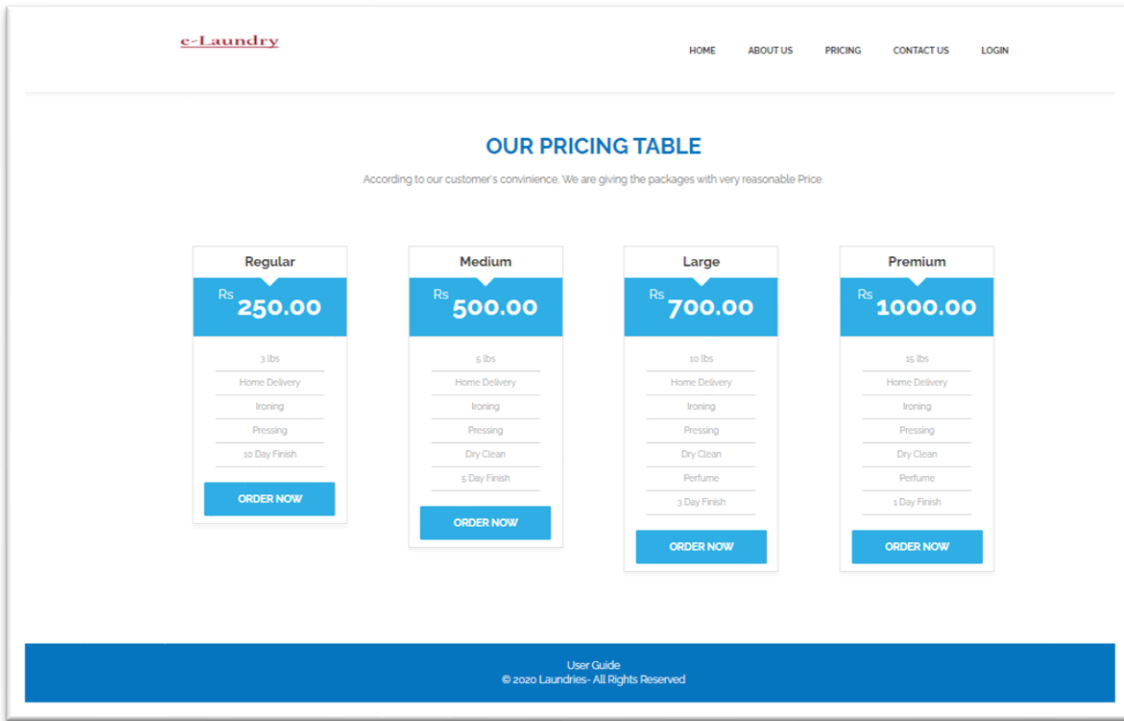 e-Laundry
HOME ABOUT US PRICING CONTACT US LOGIN
OUR PRICING TABLE
According to our customer's convinience, We are giving the packages with very reasonable Price.
Regular
Rs 250.00
3 lbs
Home Delivery
Ironing
Pressing
10 Day Finish
ORDER NOW
Medium
Rs 500.00
5 lbs
Home Delivery
Ironing
Pressing
Dry Clean
5 Day Finish
ORDER NOW
Large
Rs 700.00
10 lbs
Home Delivery
Ironing
Pressing
Dry Clean
Perfume
3 Day Finish
ORDER NOW
Premium
Rs 1000.00
15 lbs
Home Delivery
Ironing
Pressing
Dry Clean
Perfume
1 Day Finish
ORDER NOW
User Guide
© 2020 Laundries- All Rights Reserved